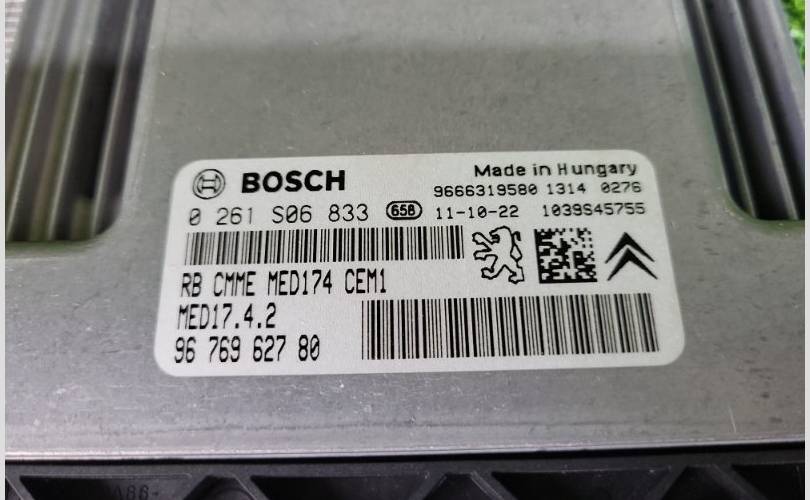 BOSCH
Made in Hungary
9666319580 1314 0276
0 261 S06 833 658 11-10-22 1039S45755
RB CMME MED174 CEM1
MED17.4.2
96 769 627 80